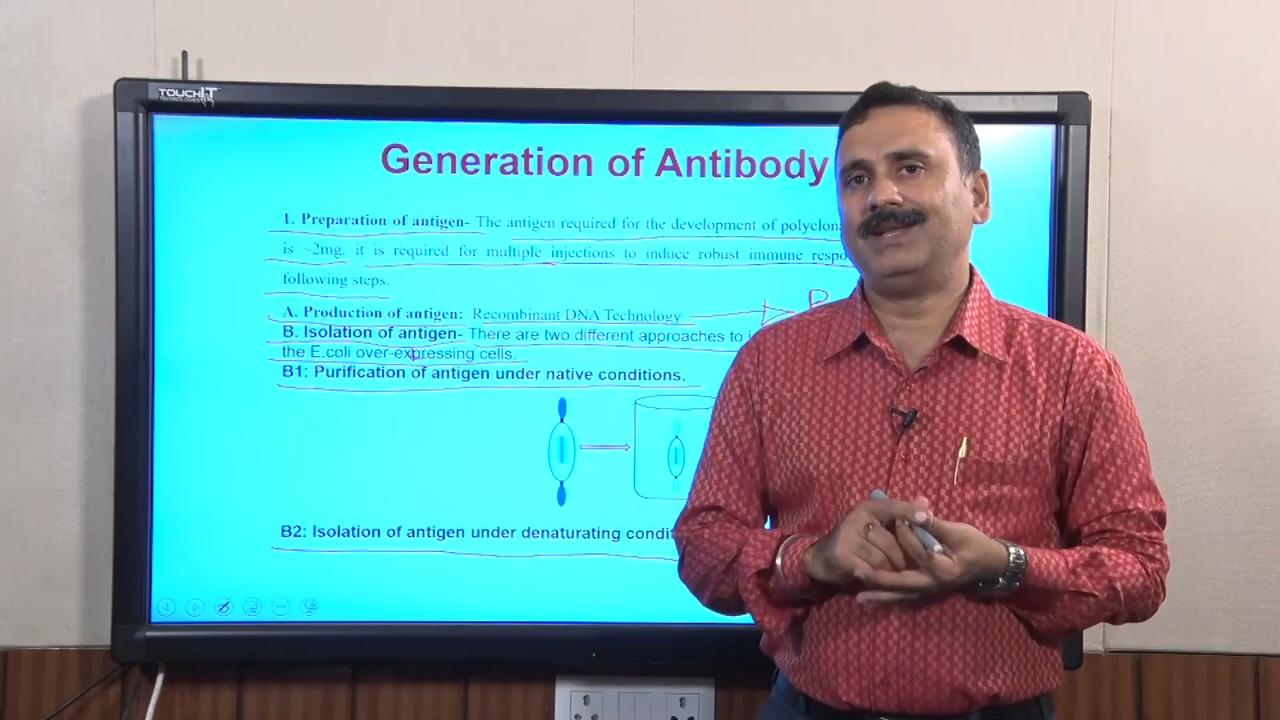 TOUCHIT
TECHNOLOGIES
Generation of Antibody
1. Preparation of antigen- The antigen required for the development of
is ~2mg. it is required for multiple injections to induce robust immune
following steps.
A. Production of antigen: Recombinant DNA Technology
B. Isolation of antigen- There are two different approaches to
the E.coli over-expressing cells.
B1: Purification of antigen under native conditions.
B2: Isolation of antigen under denaturating